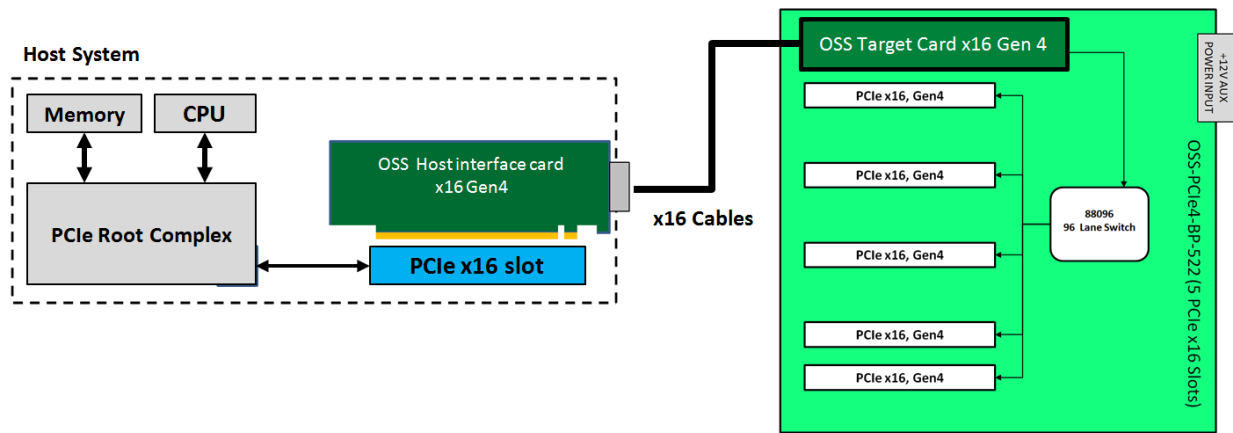 Host System
Memory
CPU
PCIe Root Complex
OSS Host interface card
x16 Gen4
PCIe x16 slot
x16 Cables
OSS Target Card x16 Gen 4
PCIe x16, Gen4
PCIe x16, Gen4
PCIe x16, Gen4
PCIe x16, Gen4
PCIe x16, Gen4
88096
96 Lane Switch
+12V AUX
POWER INPUT
OSS-PCIe4-BP-522 (5 PCIe x16 Slots)